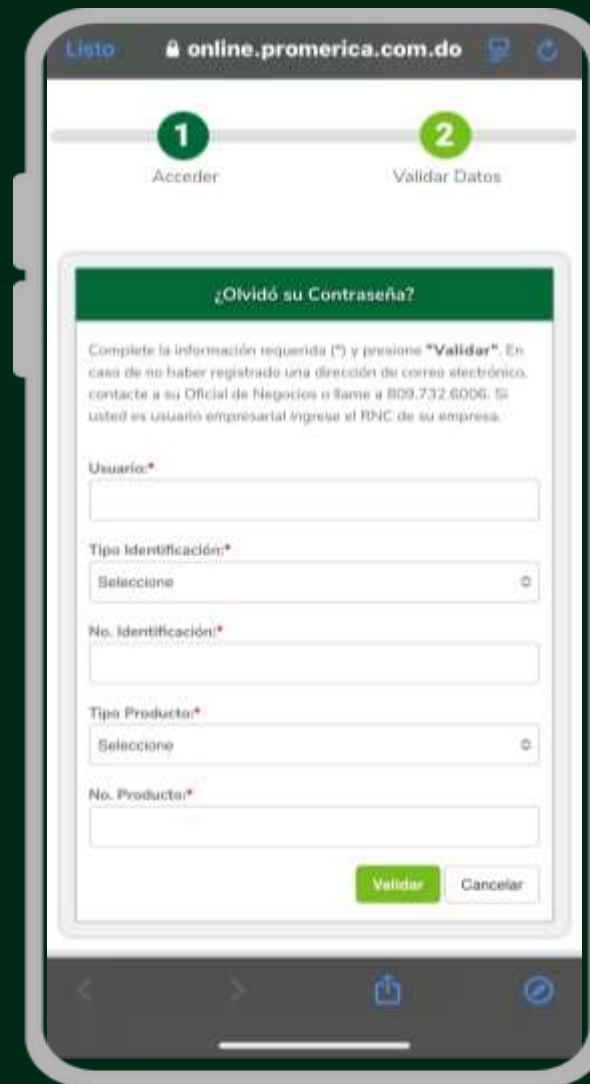 Listo online.promerica.com.do
1 2
Acceder Validar Datos
¿Olvidó su Contraseña?
Complete la información requerida (*) y presione "Validar". En
caso de no haber registrado una dirección de correo electrónico,
contacte a su Oficial de Negocios o llame a 809.732.6006. Si
usted es usuario empresarial ingrese el RNC de su empresa.
Usuario:*
Tipo Identificación:*
Seleccione
No. Identificación:*
Tipo Producto:*
Seleccione
No. Producto:*
Validar Cancelar